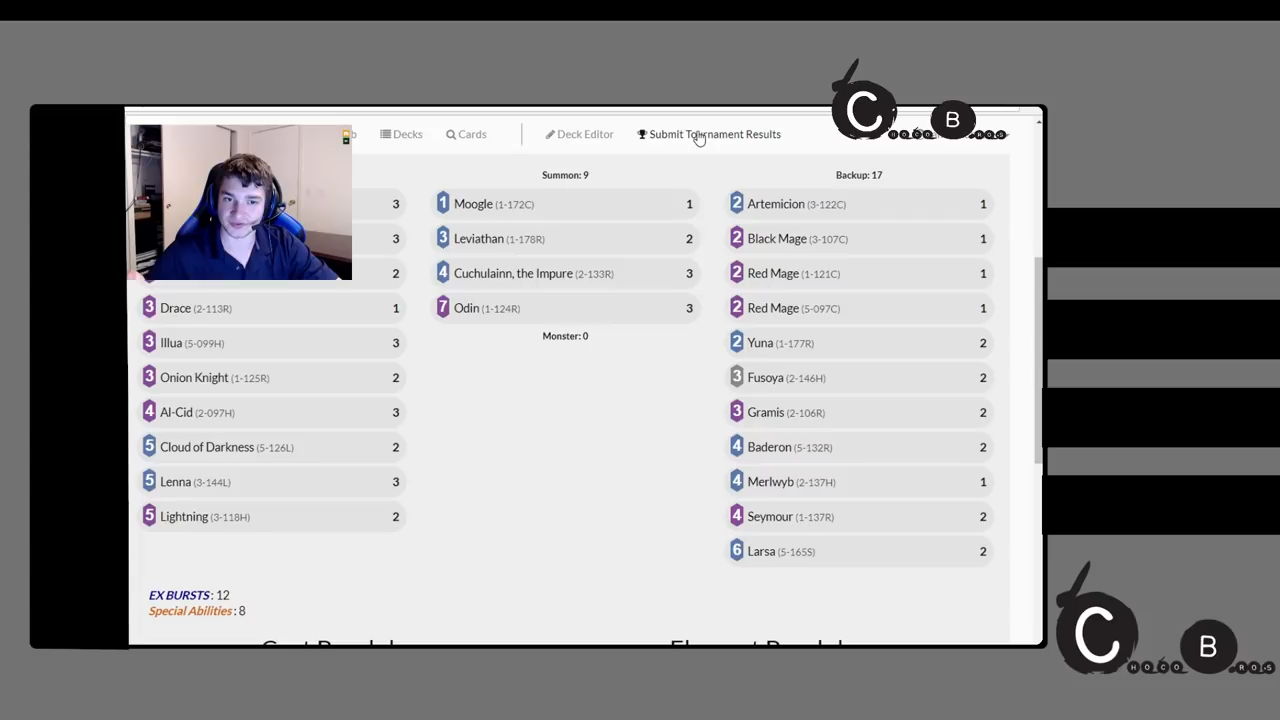 C B
HOCO ROS
b Decks Cards Deck Editor Submit Tournament Results
Summon: 9
Backup: 17
3
3
2
3 Drace (2-113R) 1
3 Illua (5-099H) 3
3 Onion Knight (1-125R) 2
4 Al-Cid (2-097H) 3
5 Cloud of Darkness (5-126L) 2
5 Lenna (3-144L) 3
5 Lightning (3-118H) 2
1 Moogle (1-172C) 1
3 Leviathan (1-178R) 2
4 Cuchulainn, the Impure (2-133R) 3
7 Odin (1-124R) 3
Monster: 0
2 Artemicion (3-122C) 1
2 Black Mage (3-107C) 1
2 Red Mage (1-121C) 1
2 Red Mage (5-097C) 1
2 Yuna (1-177R) 2
3 Fusoya (2-146H) 2
3 Gramis (2-106R) 2
4 Baderon (5-132R) 2
4 Merlwyb (2-137H) 1
4 Seymour (1-137R) 2
6 Larsa (5-165S) 2
EX BURSTS : 12
Special Abilities : 8
C B
HOCO ROS